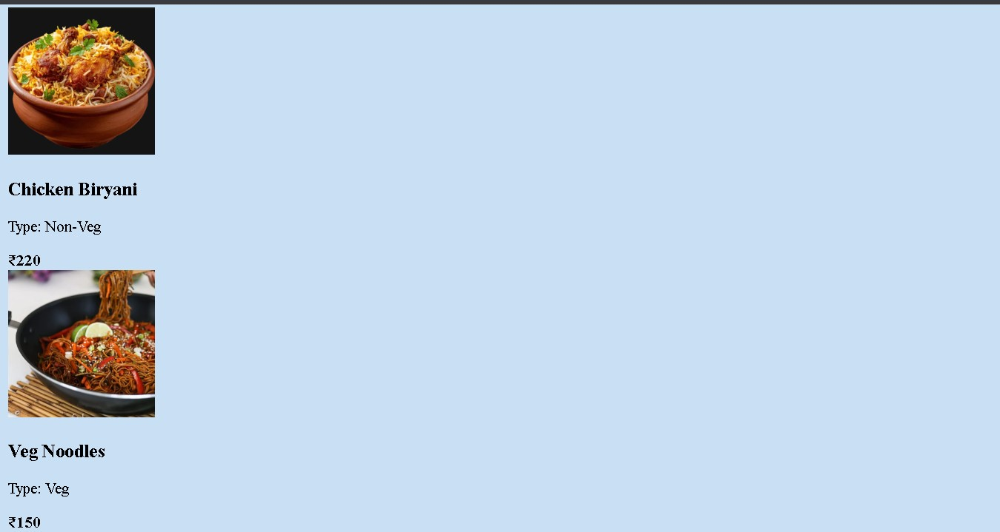 Chicken Biryani
Type: Non-Veg
₹220
Veg Noodles
Type: Veg
₹150